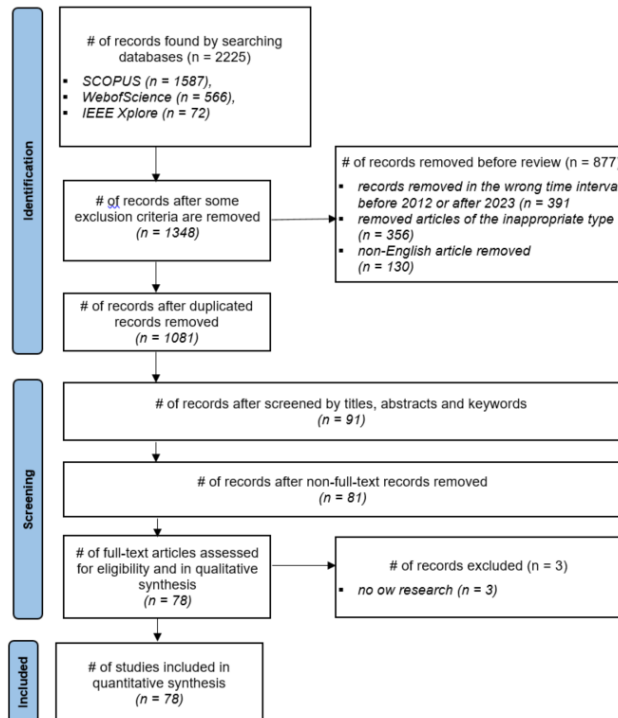 # of records found by searching
databases (n = 2225)
▪ SCOPUS (n = 1587),
▪ WebofScience (n = 566),
▪ IEEE Xplore (n = 72)
Identification
# of records removed before review (n = 877)
▪ records removed in the wrong time interva
before 2012 or after 2023 (n = 391
▪ removed articles of the inappropriate type
(n = 356)
▪ non-English article removed
(n = 130)
# of records after some
exclusion criteria are removed
(n = 1348)
# of records after duplicated
records removed
(n = 1081)
Screening
# of records after screened by titles, abstracts and keywords
(n = 91)
# of records after non-full-text records removed
(n = 81)
# of full-text articles assessed
for eligibility and in qualitative
synthesis
(n = 78)
# of records excluded (n = 3)
▪ no ow research (n = 3)
Included
# of studies included in
quantitative synthesis
(n = 78)